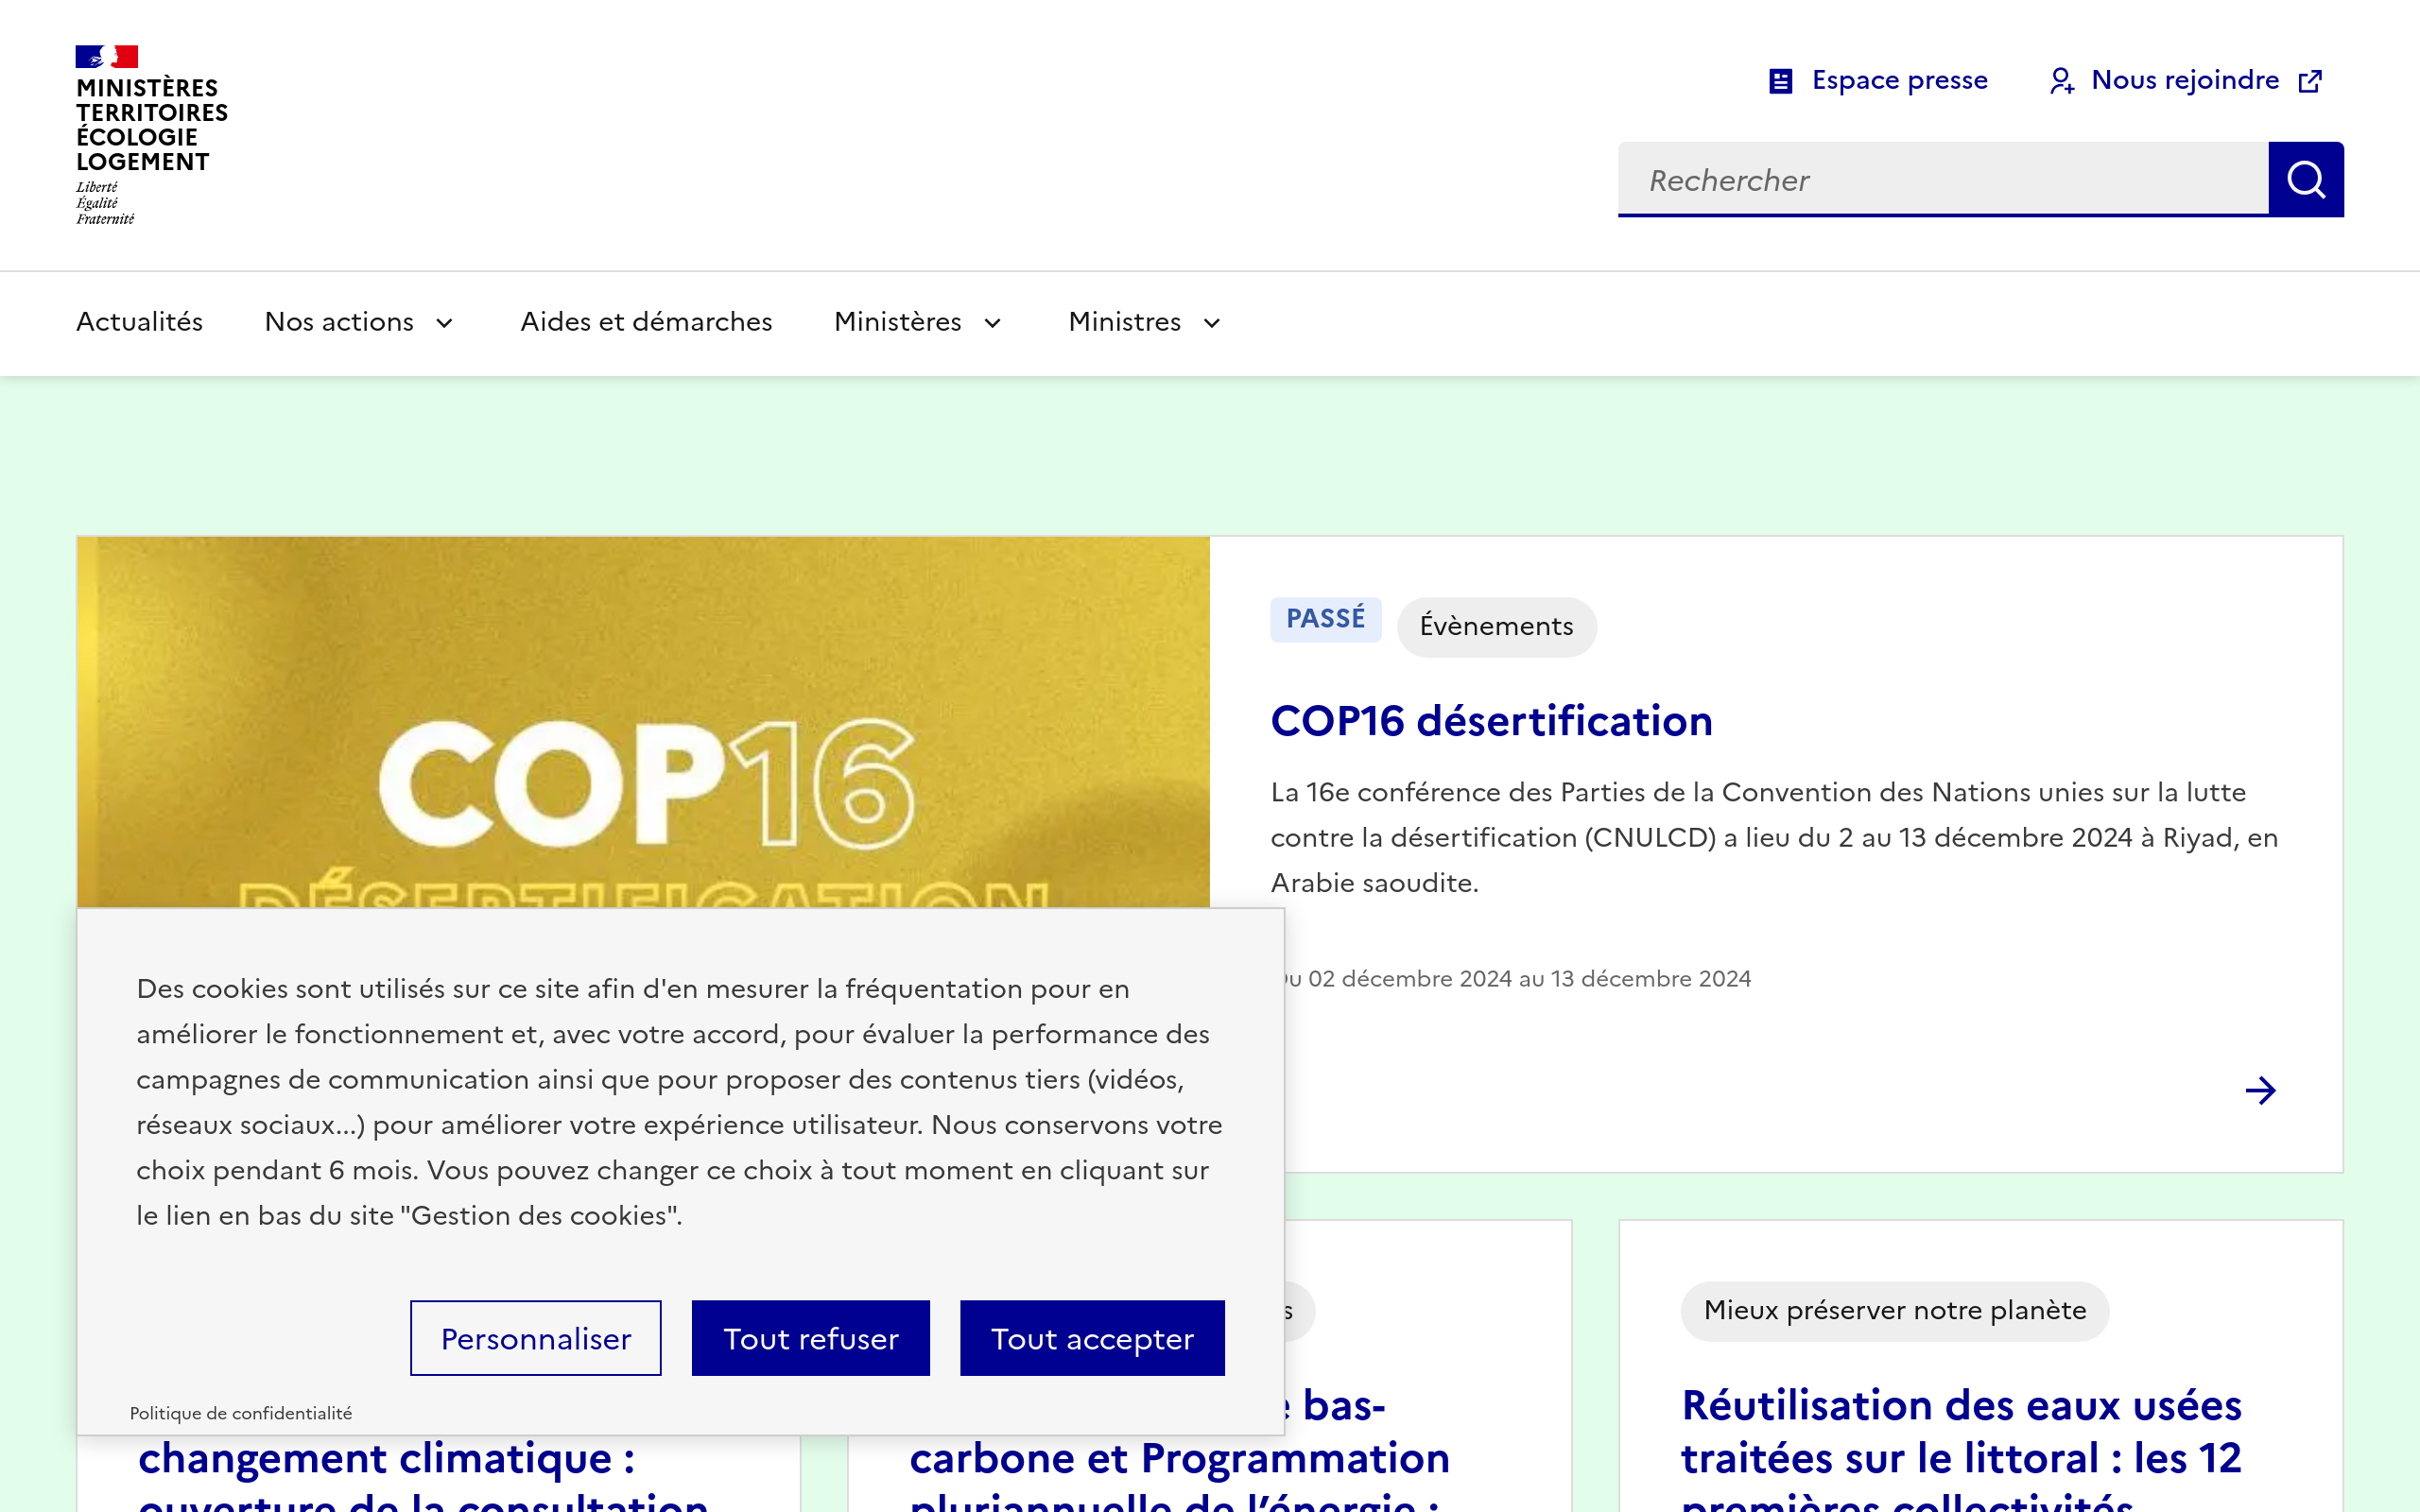 MINISTÈRES
TERRITOIRES
ÉCOLOGIE
LOGEMENT
Liberté
Égalité
Fraternité
Espace presse
Nous rejoindre
Rechercher
Actualités
Nos actions
Aides et démarches
Ministères
Ministres
COP16
DÉSERTIFICATION
PASSÉ
Évènements
COP16 désertification
La 16e conférence des Parties de la Convention des Nations unies sur la lutte
contre la désertification (CNULCD) a lieu du 2 au 13 décembre 2024 à Riyad, en
Arabie saoudite.
Du 02 décembre 2024 au 13 décembre 2024
Des cookies sont utilisés sur ce site afin d'en mesurer la fréquentation pour en
améliorer le fonctionnement et, avec votre accord, pour évaluer la performance des
campagnes de communication ainsi que pour proposer des contenus tiers (vidéos,
réseaux sociaux...) pour améliorer votre expérience utilisateur. Nous conservons votre
choix pendant 6 mois. Vous pouvez changer ce choix à tout moment en cliquant sur
le lien en bas du site "Gestion des cookies".
Personnaliser
Tout refuser
Tout accepter
Politique de confidentialité
changement climatique :
ouverture de la consultation
bas-
carbone et Programmation
pluriannuelle de l’énergie :
Mieux préserver notre planète
Réutilisation des eaux usées
traitées sur le littoral : les 12
premières collectivités